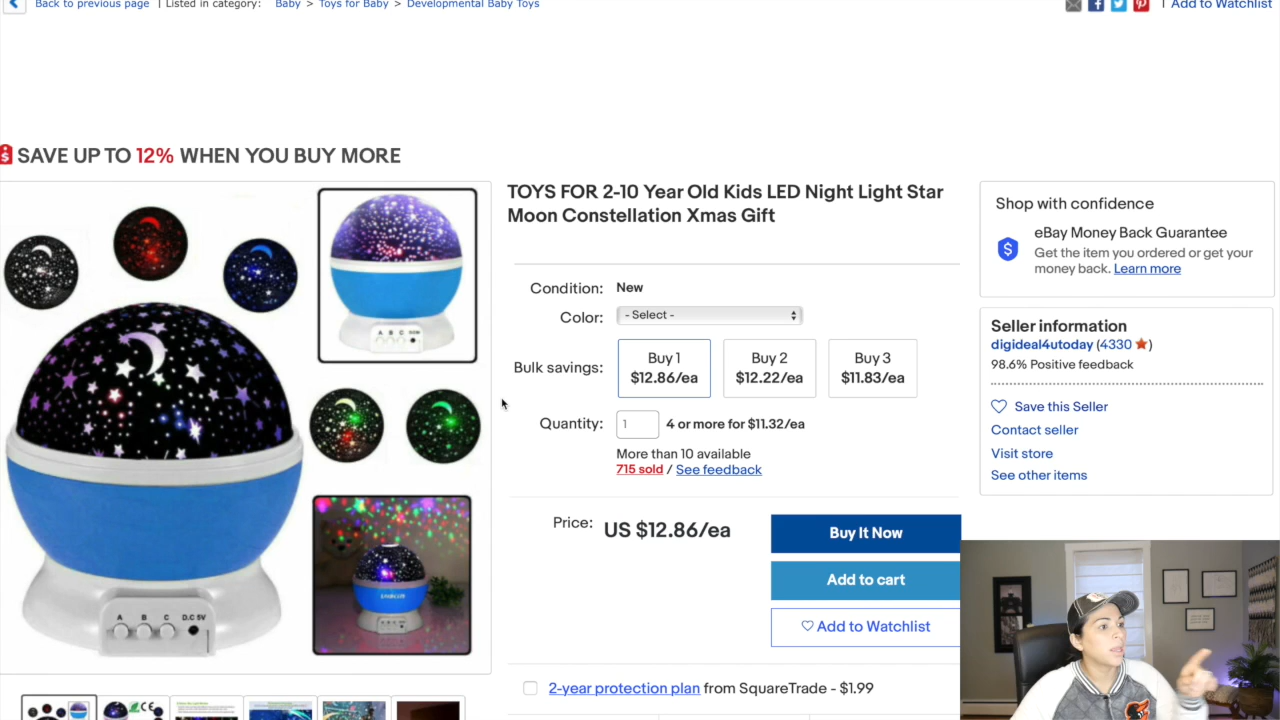 Back to previous page | Listed in category: Baby > Toys for Baby > Developmental Baby Toys
| Add to Watchlist
SAVE UP TO 12% WHEN YOU BUY MORE
TOYS FOR 2-10 Year Old Kids LED Night Light Star
Moon Constellation Xmas Gift
Condition: New
Color: - Select -
Bulk savings:
Buy 1
$12.86/ea
Buy 2
$12.22/ea
Buy 3
$11.83/ea
Quantity: 1 4 or more for $11.32/ea
More than 10 available
715 sold / See feedback
Price: US $12.86/ea
Buy It Now
Add to cart
Add to Watchlist
2-year protection plan from SquareTrade - $1.99
Shop with confidence
eBay Money Back Guarantee
Get the item you ordered or get your
money back. Learn more
Seller information
digideal4utoday (4330 ★)
98.6% Positive feedback
Save this Seller
Contact seller
Visit store
See other items
A B C D.C 5V
A B C